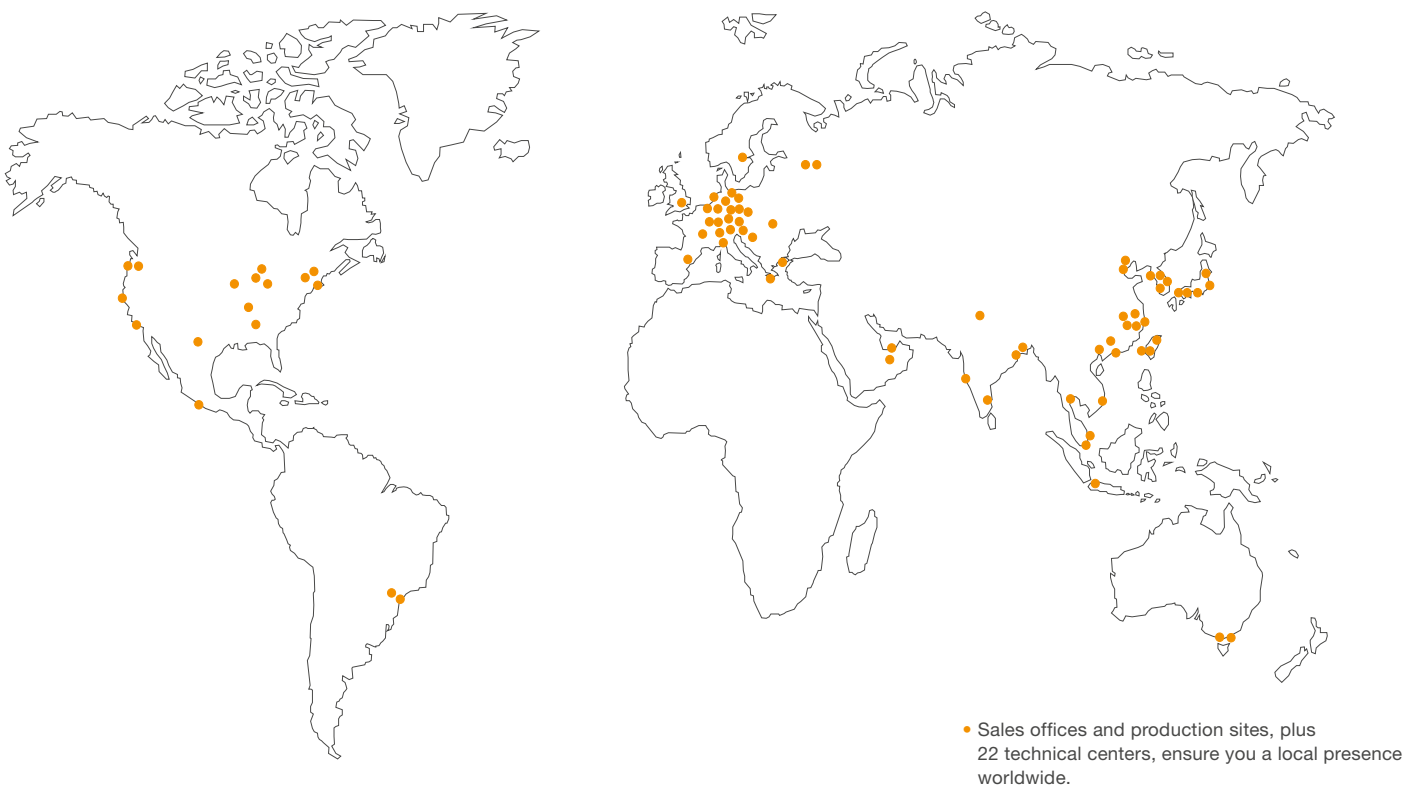 Sales offices and production sites, plus
22 technical centers, ensure you a local presence
worldwide.